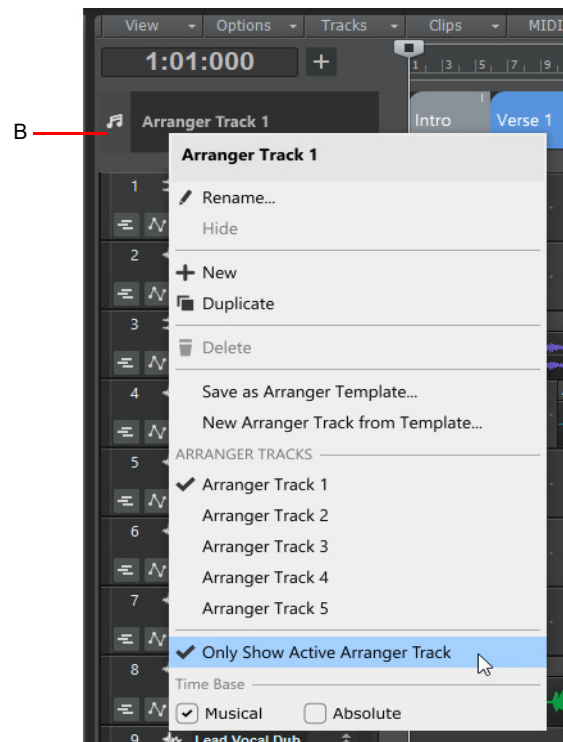 View Options Tracks Clips MIDI
1:01:000 +
1 3 5 7 9
B
Arranger Track 1
Intro Verse 1
Arranger Track 1
1
Rename...
Hide
2
New
Duplicate
3
Delete
4
Save as Arranger Template...
New Arranger Track from Template...
ARRANGER TRACKS
5
Arranger Track 1
Arranger Track 2
6
Arranger Track 3
Arranger Track 4
7
Arranger Track 5
Only Show Active Arranger Track
8
Time Base
Musical Absolute
9 Lead Vocal Dub